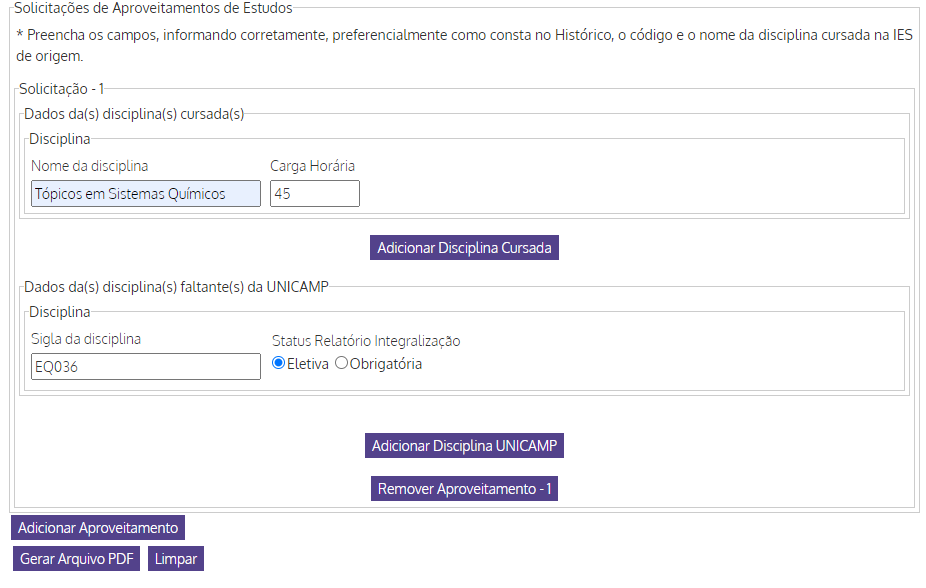 Solicitações de Aproveitamentos de Estudos
* Preencha os campos, informando corretamente, preferencialmente como consta no Histórico, o código e o nome da disciplina cursada na IES
de origem.
Solicitação - 1
Dados da(s) disciplina(s) cursada(s)
Disciplina
Nome da disciplina Carga Horária
Tópicos em Sistemas Químicos 45
Adicionar Disciplina Cursada
Dados da(s) disciplina(s) faltante(s) da UNICAMP
Disciplina
Sigla da disciplina Status Relatório Integralização
EQ036 Eletiva Obrigatória
Adicionar Disciplina UNICAMP
Remover Aproveitamento - 1
Adicionar Aproveitamento
Gerar Arquivo PDF Limpar